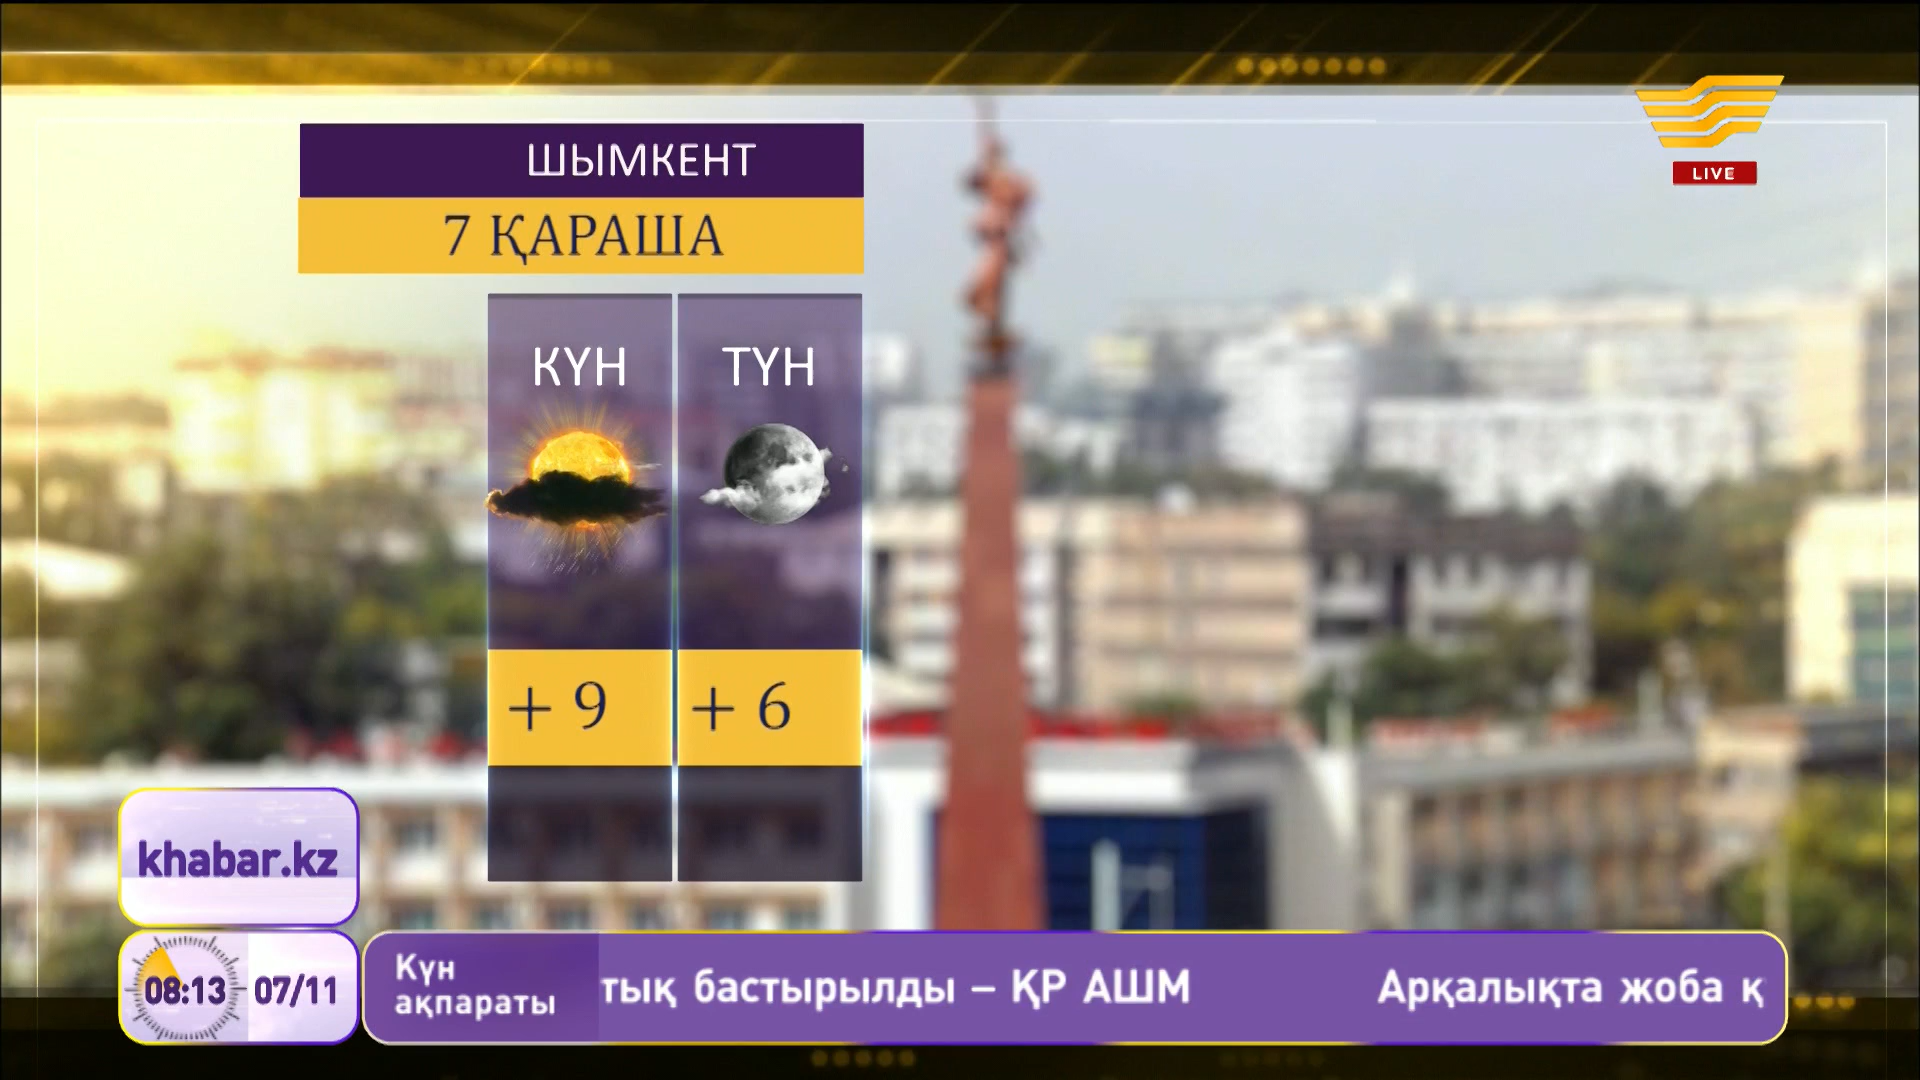 ШЫМКЕНТ
LIVE
7 ҚАРАША
КҮН ТҮН
+ 9 + 6
khabar.kz
08:13 07/11
Күн
ақпараты
тық бастырылды – ҚР АШМ Арқалықта жоба қ